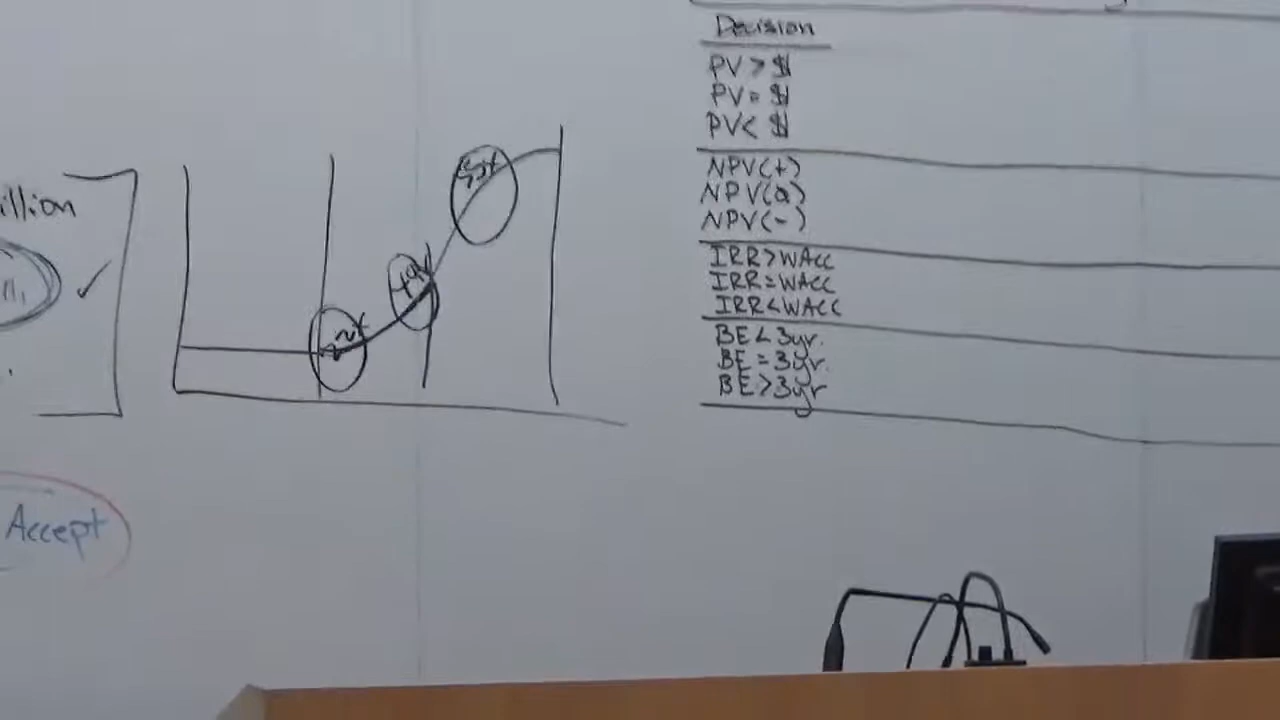 illion
Accept
Decision
PV > $1
PV = $1
PV < $1
NPV(+)
NPV(0)
NPV(-)
IRR>WACC
IRR=WACC
IRR<WACC
BE<3yr.
BE=3yr.
BE>3yr